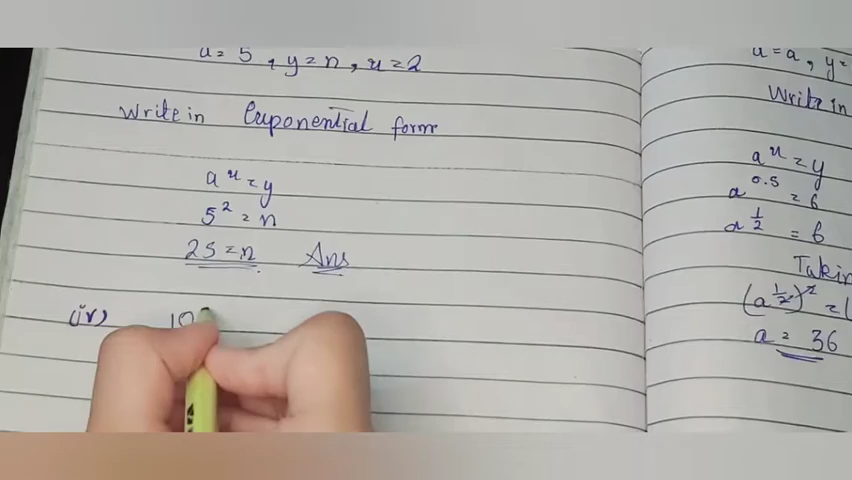 a = 5 , y = n , x = 2
Write in Exponential form
a^x = y
5^2 = n
25 = n Ans
(iv) 10
a = a , y =
Write in
a^x = y
a^0.5 = 6
a^1/2 = 6
Takin
(a^1/2)^2 = (
a = 36